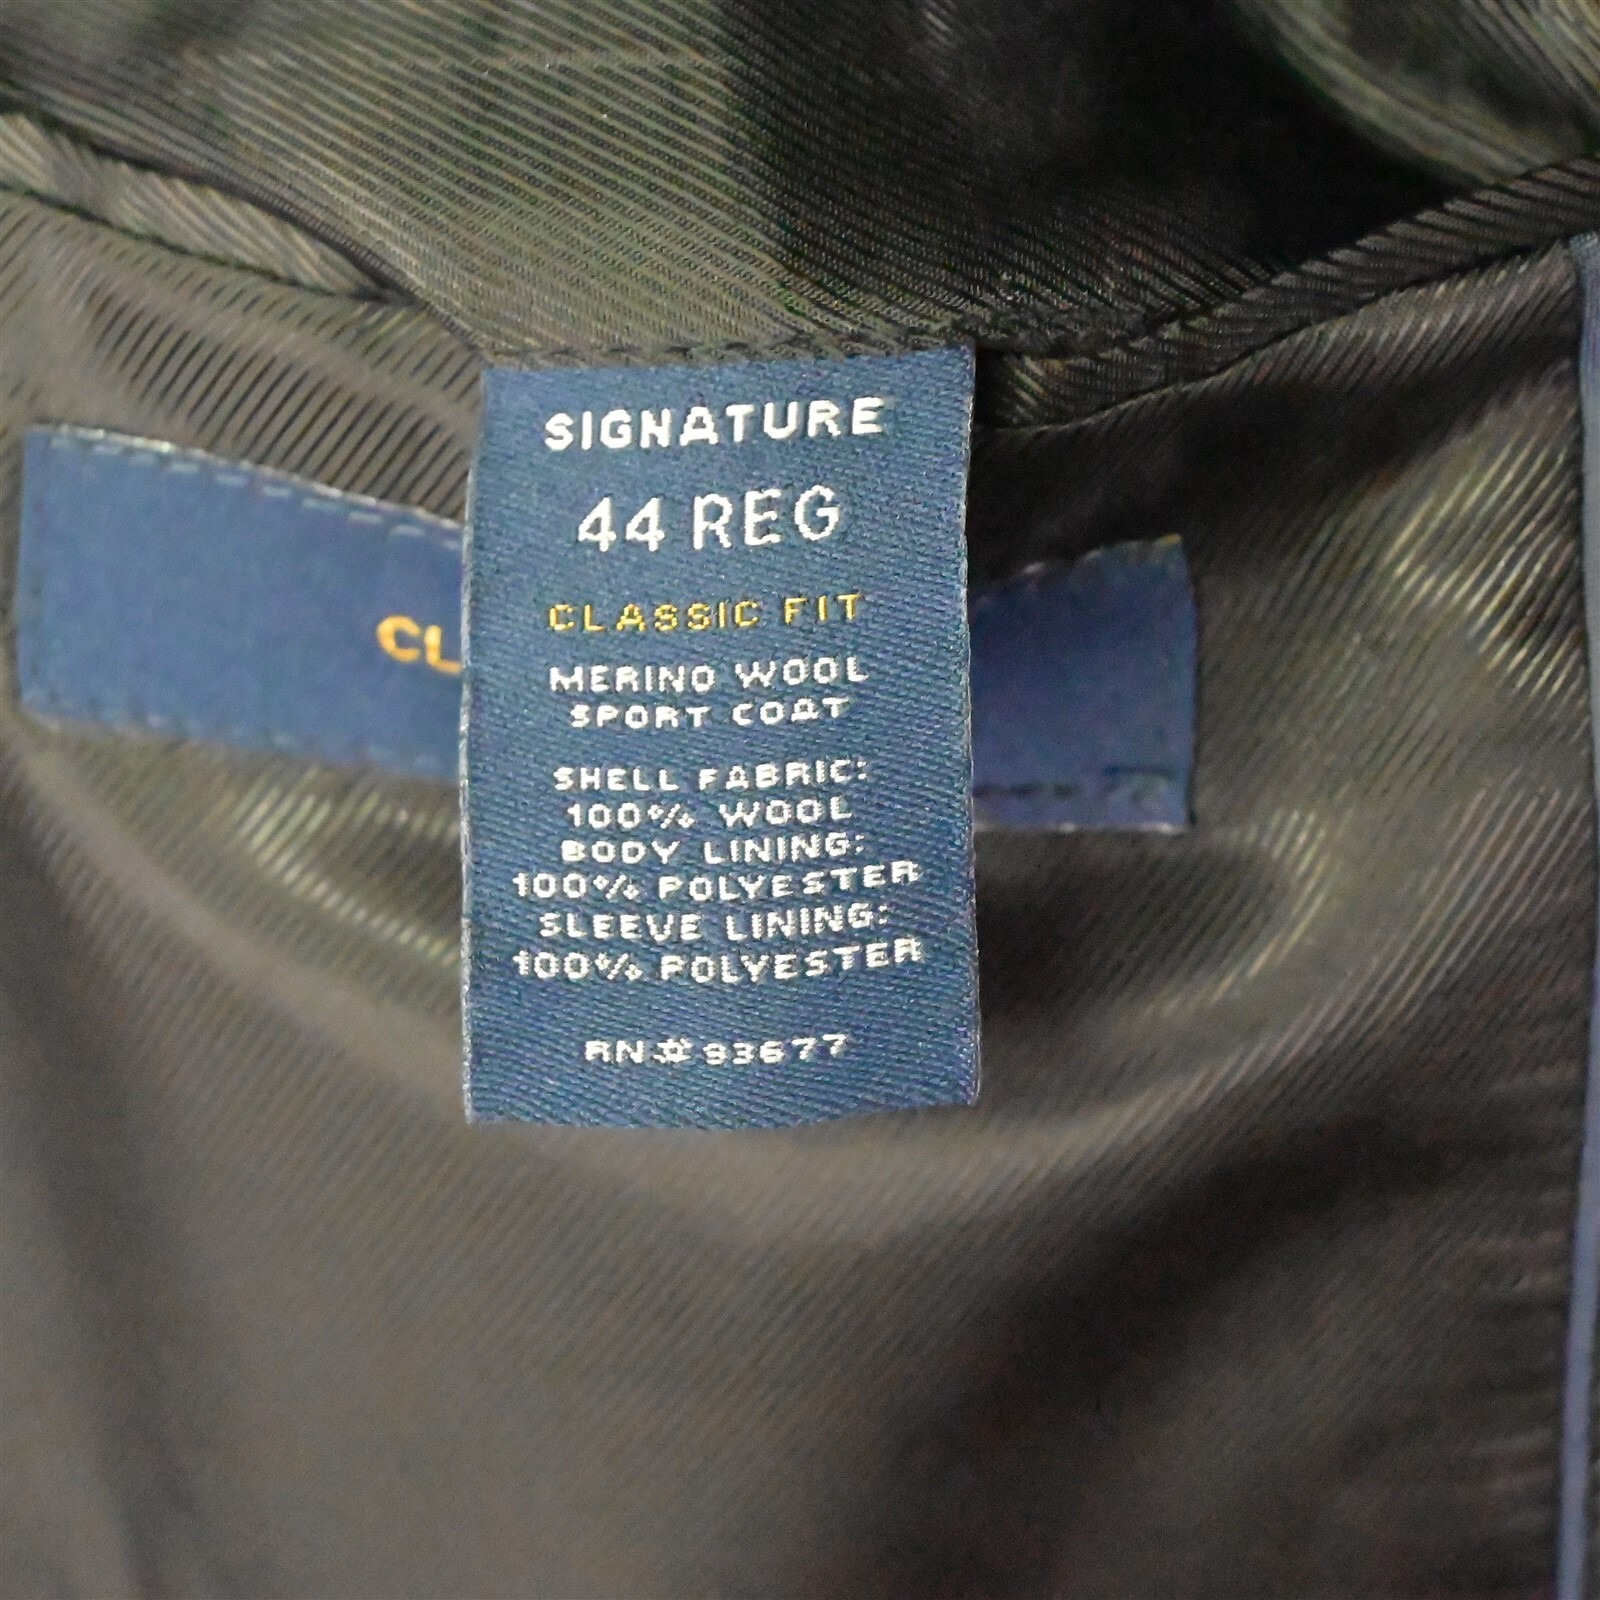 SIGNATURE
44 REG
CLASSIC FIT
MERINO WOOL
SPORT COAT
SHELL FABRIC:
100% WOOL
BODY LINING:
100% POLYESTER
SLEEVE LINING:
100% POLYESTER
RN# 93677
CL